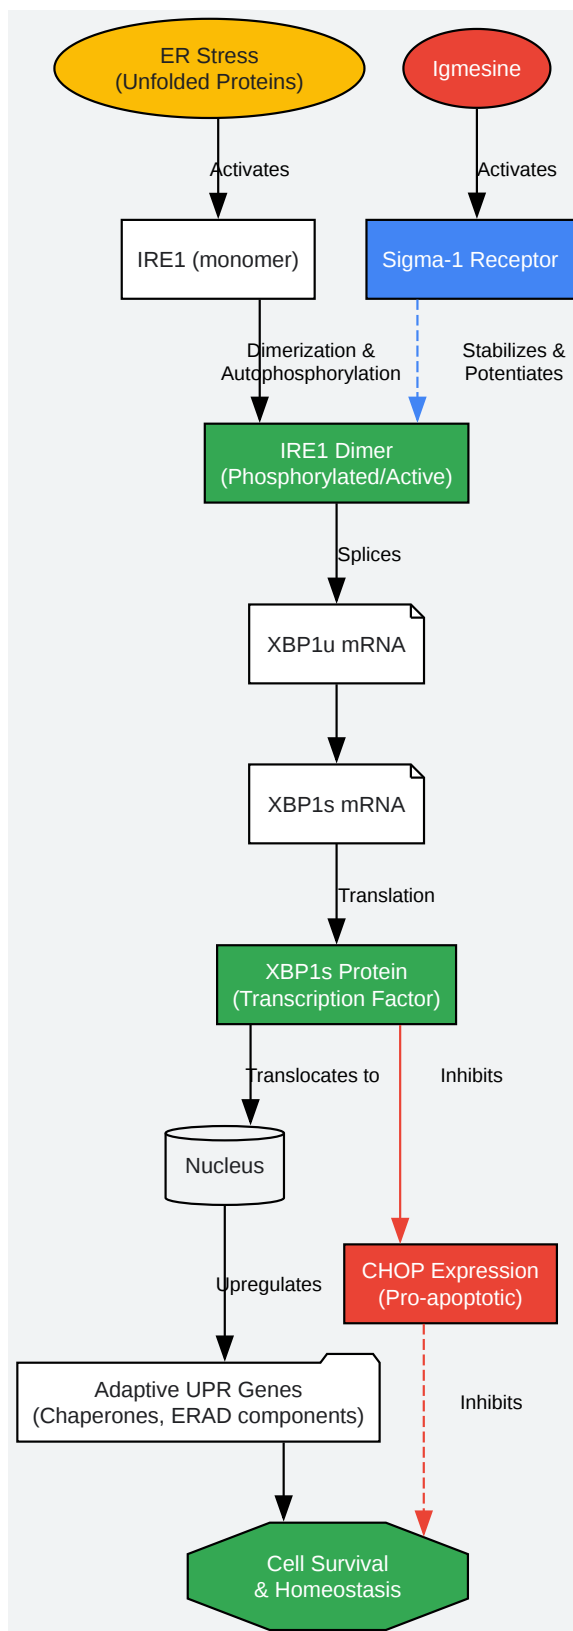 ER Stress
(Unfolded Proteins)
Igmesine
Activates
Activates
IRE1 (monomer)
Sigma-1 Receptor
Dimerization &
Autophosphorylation
Stabilizes &
Potentiates
IRE1 Dimer
(Phosphorylated/Active)
Splices
XBP1u mRNA
XBP1s mRNA
Translation
XBP1s Protein
(Transcription Factor)
Translocates to
Inhibits
Nucleus
CHOP Expression
(Pro-apoptotic)
Upregulates
Adaptive UPR Genes
(Chaperones, ERAD components)
Inhibits
Cell Survival
& Homeostasis